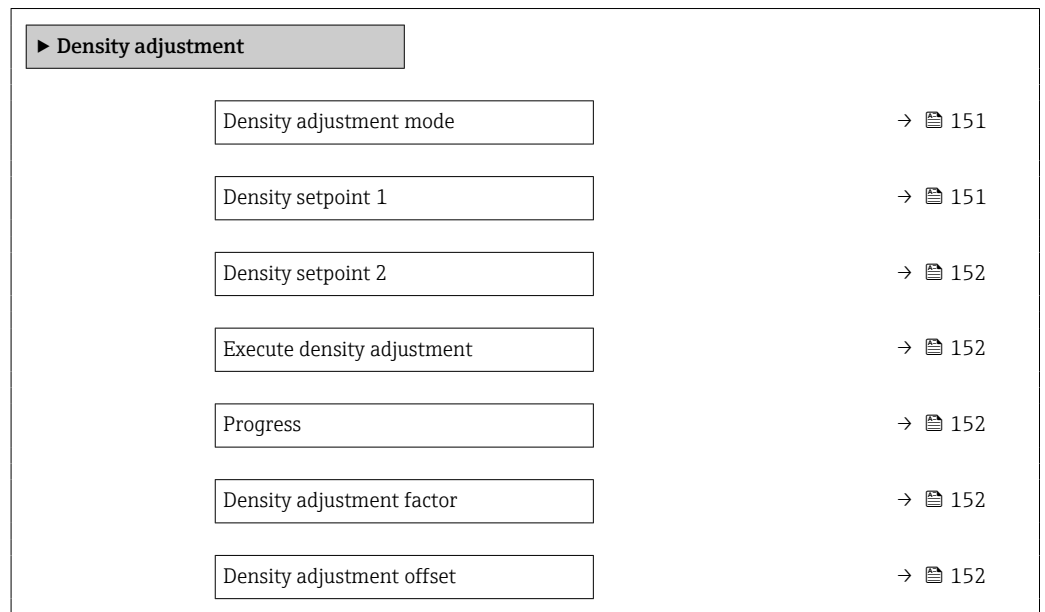 ▶ Density adjustment
Density adjustment mode → 151
Density setpoint 1 → 151
Density setpoint 2 → 152
Execute density adjustment → 152
Progress → 152
Density adjustment factor → 152
Density adjustment offset → 152